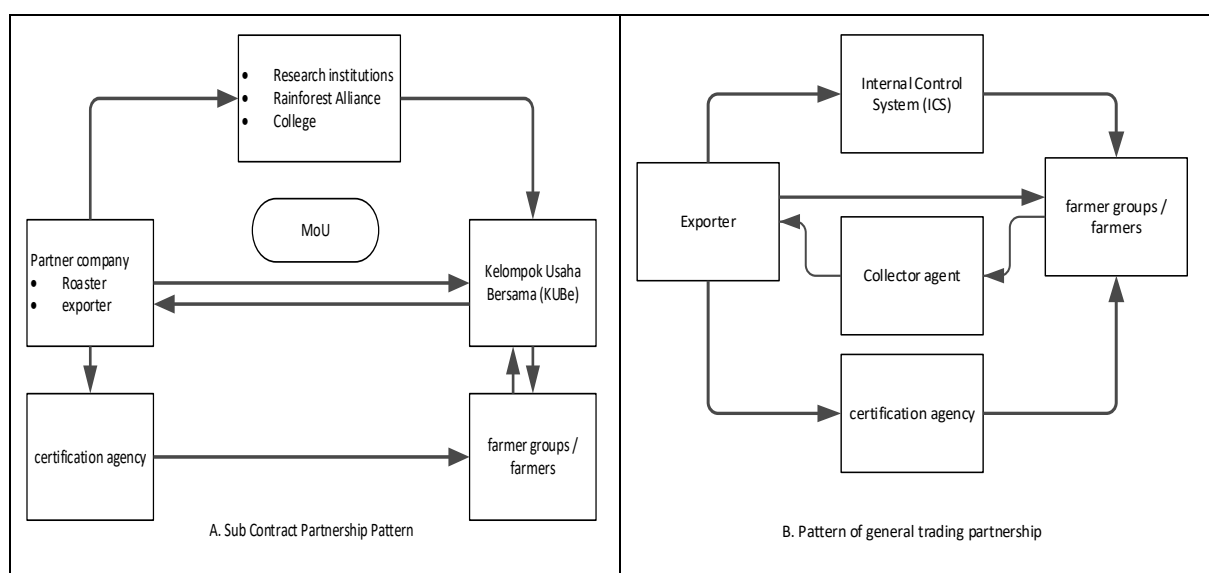 • Research institutions
• Rainforest Alliance
• College
MoU
Partner company
• Roaster
• exporter
Kelompok Usaha
Bersama (KUBe)
certification agency
farmer groups /
farmers
A. Sub Contract Partnership Pattern
Internal Control
System (ICS)
Exporter
farmer groups /
farmers
Collector agent
certification agency
B. Pattern of general trading partnership